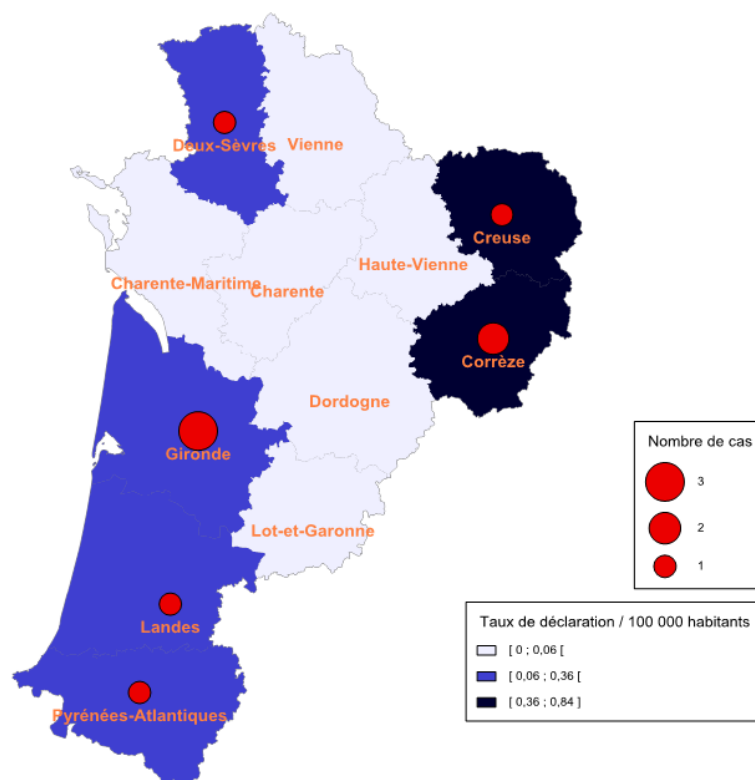 Deux-Sèvres
Vienne
Creuse
Haute-Vienne
Charente-Maritime
Charente
Corrèze
Dordogne
Gironde
Lot-et-Garonne
Landes
Pyrénées-Atlantiques
Nombre de cas
3
2
1
Taux de déclaration / 100 000 habitants
[ 0 ; 0,06 [
[ 0,06 ; 0,36 [
[ 0,36 ; 0,84 ]